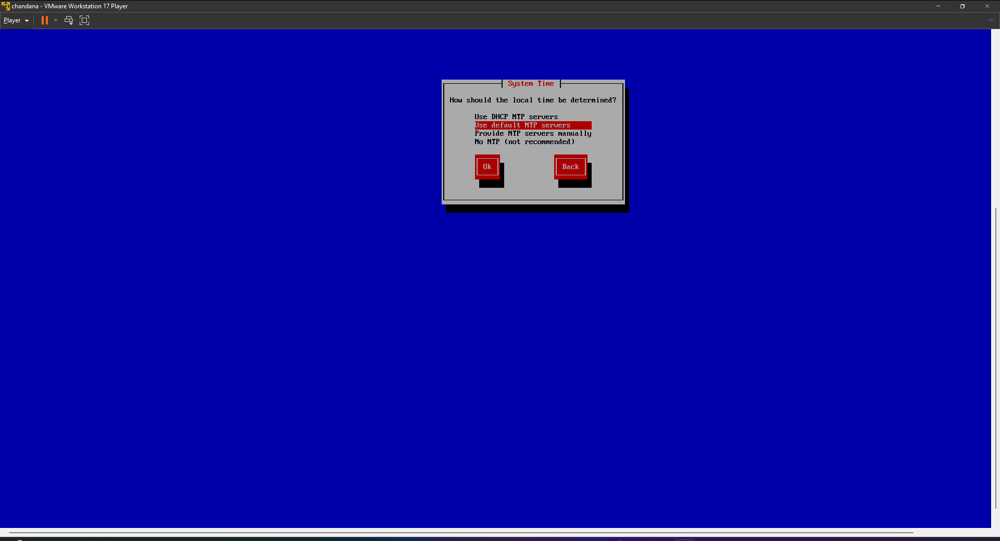 chandana - VMware Workstation 17 Player
Player
System Time
How should the local time be determined?
Use DHCP NTP servers
Use default NTP servers
Provide NTP servers manually
No NTP (not recommended)
Ok Back